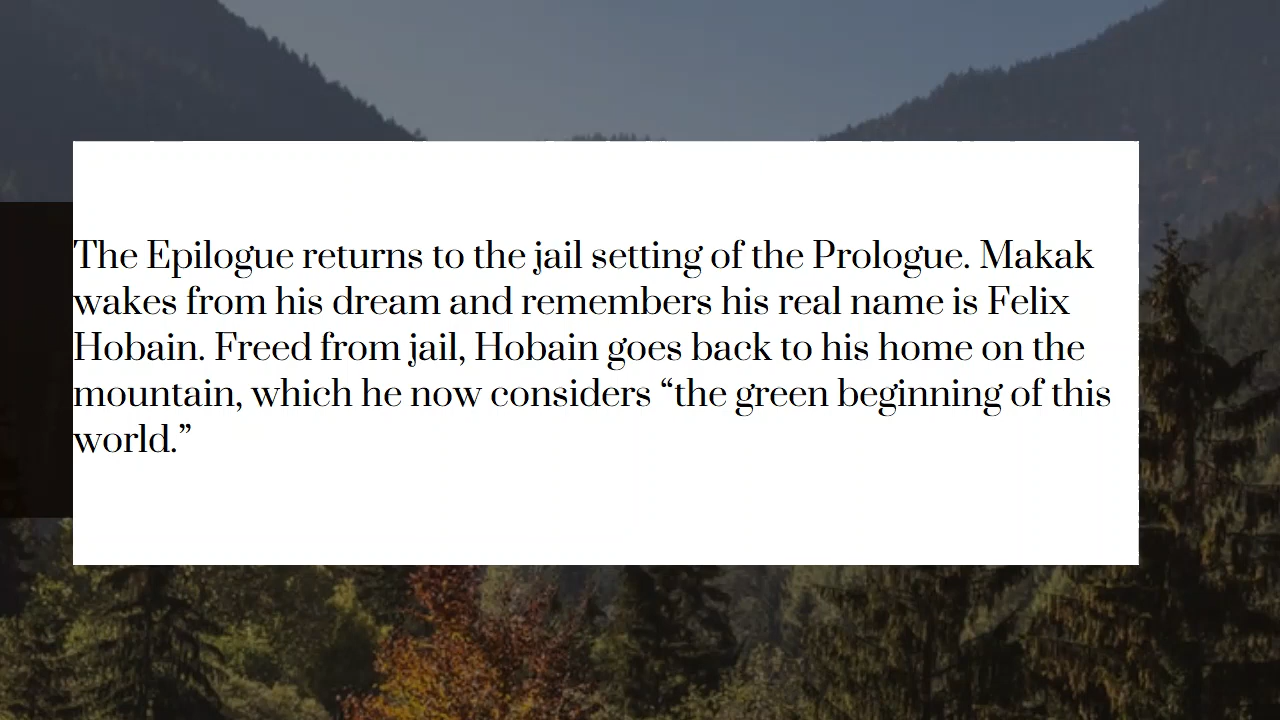 The Epilogue returns to the jail setting of the Prologue. Makak
wakes from his dream and remembers his real name is Felix
Hobain. Freed from jail, Hobain goes back to his home on the
mountain, which he now considers “the green beginning of this
world.”